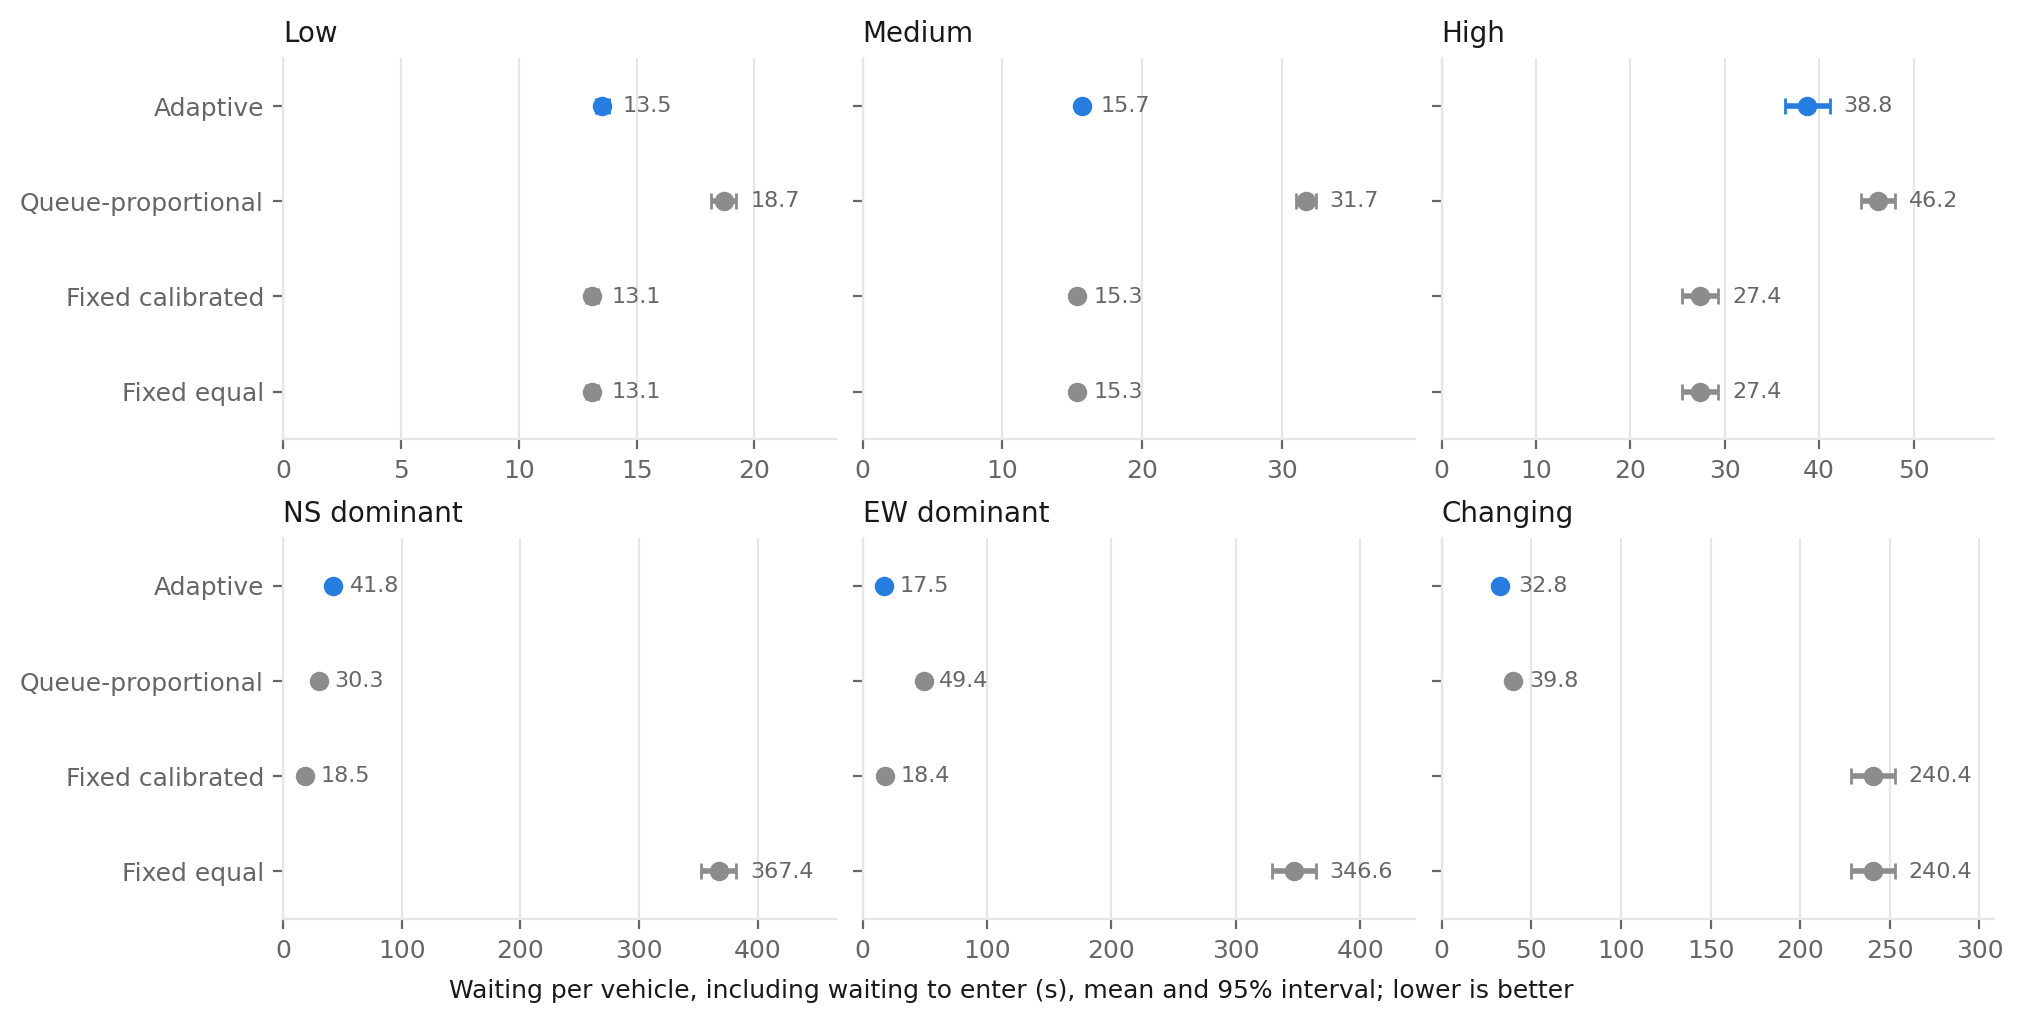 Low
Medium
High
Adaptive
13.5
15.7
38.8
Queue-proportional
18.7
31.7
46.2
Fixed calibrated
13.1
15.3
27.4
Fixed equal
13.1
15.3
27.4
0 5 10 15 20
0 10 20 30
0 10 20 30 40 50
NS dominant
EW dominant
Changing
Adaptive
41.8
17.5
32.8
Queue-proportional
30.3
49.4
39.8
Fixed calibrated
18.5
18.4
240.4
Fixed equal
367.4
346.6
240.4
0 100 200 300 400
0 100 200 300 400
0 50 100 150 200 250 300
Waiting per vehicle, including waiting to enter (s), mean and 95% interval; lower is better